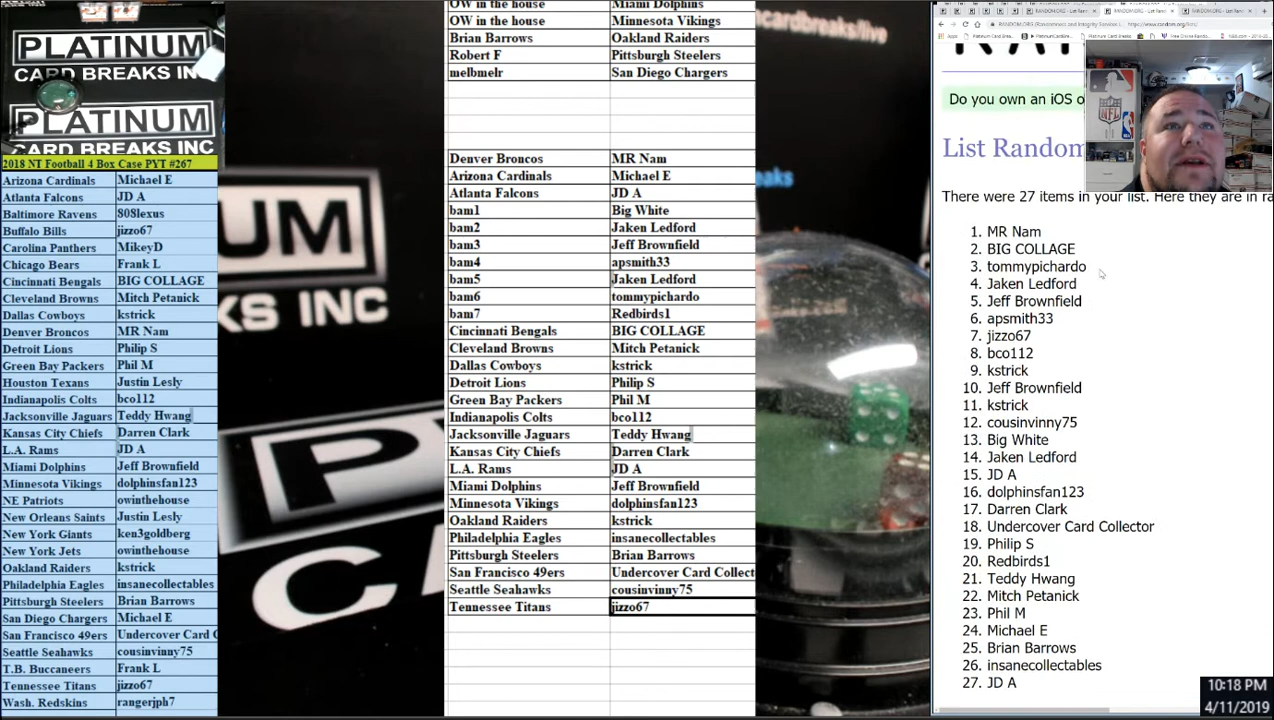 PLATINUM
CARD BREAKS INC
PLATINUM
CARD BREAKS INC
2018 NT Football 4 Box Case PYT #267
Arizona Cardinals Michael E
Atlanta Falcons JD A
Baltimore Ravens 808lexus
Buffalo Bills jizzo67
Carolina Panthers MikeyD
Chicago Bears Frank L
Cincinnati Bengals BIG COLLAGE
Cleveland Browns Mitch Petanick
Dallas Cowboys kstrick
Denver Broncos MR Nam
Detroit Lions Philip S
Green Bay Packers Phil M
Houston Texans Justin Lesly
Indianapolis Colts bco112
Jacksonville Jaguars Teddy Hwang
Kansas City Chiefs Darren Clark
L.A. Rams JD A
Miami Dolphins Jeff Brownfield
Minnesota Vikings dolphinsfan123
NE Patriots owinthehouse
New Orleans Saints Justin Lesly
New York Giants ken3goldberg
New York Jets owinthehouse
Oakland Raiders kstrick
Philadelphia Eagles insanecollectables
Pittsburgh Steelers Brian Barrows
San Diego Chargers Michael E
San Francisco 49ers Undercover Card C
Seattle Seahawks cousinvinny75
T.B. Buccaneers Frank L
Tennessee Titans jizzo67
Wash. Redskins rangerjph7
UM
KS INC
P
CA
OW in the house Miami Dolphins
OW in the house Minnesota Vikings
Brian Barrows Oakland Raiders
Robert F Pittsburgh Steelers
melbmelr San Diego Chargers
Denver Broncos MR Nam
Arizona Cardinals Michael E
Atlanta Falcons JD A
bam1 Big White
bam2 Jaken Ledford
bam3 Jeff Brownfield
bam4 apsmith33
bam5 Jaken Ledford
bam6 tommypichardo
bam7 Redbirds1
Cincinnati Bengals BIG COLLAGE
Cleveland Browns Mitch Petanick
Dallas Cowboys kstrick
Detroit Lions Philip S
Green Bay Packers Phil M
Indianapolis Colts bco112
Jacksonville Jaguars Teddy Hwang
Kansas City Chiefs Darren Clark
L.A. Rams JD A
Miami Dolphins Jeff Brownfield
Minnesota Vikings dolphinsfan123
Oakland Raiders kstrick
Philadelphia Eagles insanecollectables
Pittsburgh Steelers Brian Barrows
San Francisco 49ers Undercover Card Collect
Seattle Seahawks cousinvinny75
Tennessee Titans jizzo67
cardbreaks/live
eaks
https://www.random.org/lists/
Do you own an iOS o
List Random
There were 27 items in your list. Here they are in ra
1. MR Nam
2. BIG COLLAGE
3. tommypichardo
4. Jaken Ledford
5. Jeff Brownfield
6. apsmith33
7. jizzo67
8. bco112
9. kstrick
10. Jeff Brownfield
11. kstrick
12. cousinvinny75
13. Big White
14. Jaken Ledford
15. JD A
16. dolphinsfan123
17. Darren Clark
18. Undercover Card Collector
19. Philip S
20. Redbirds1
21. Teddy Hwang
22. Mitch Petanick
23. Phil M
24. Michael E
25. Brian Barrows
26. insanecollectables
27. JD A
10:18 PM
4/11/2019